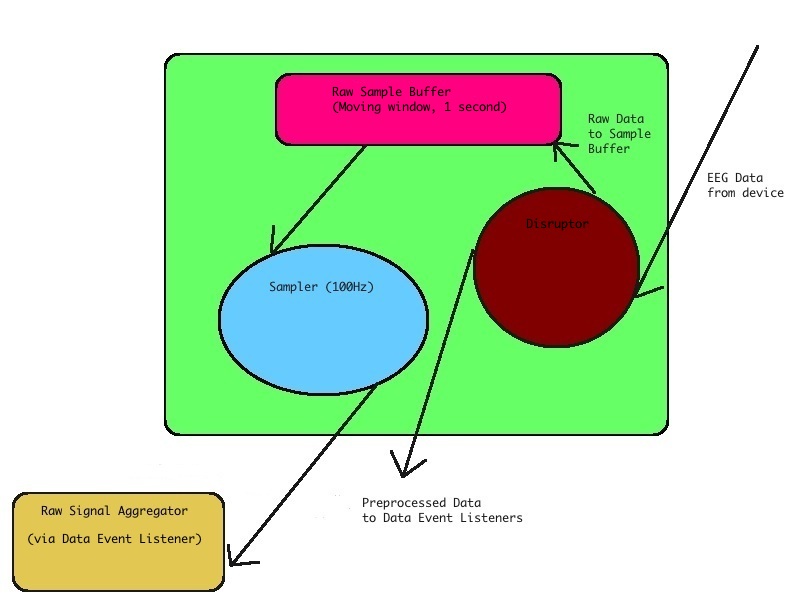 Raw Sample Buffer
(Moving window, 1 second)
Raw Data
to Sample
Buffer
EEG Data
from device
Disruptor
Sampler (100Hz)
Preprocessed Data
to Data Event Listeners
Raw Signal Aggregator
(via Data Event Listener)